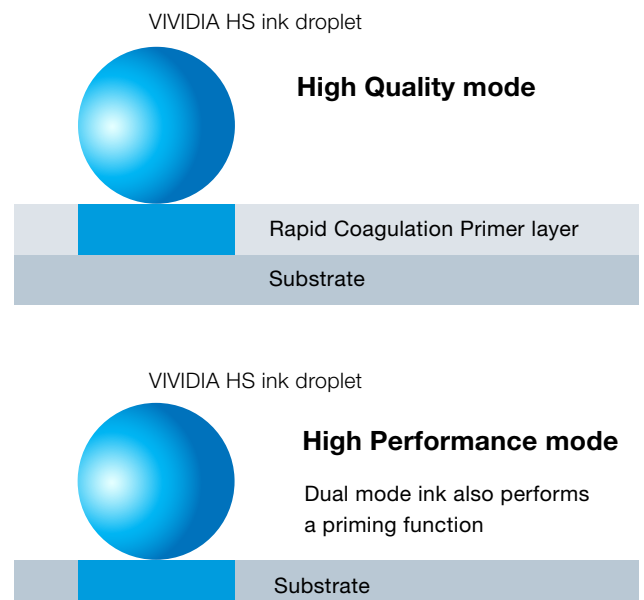 VIVIDIA HS ink droplet
High Quality mode
Rapid Coagulation Primer layer
Substrate
VIVIDIA HS ink droplet
High Performance mode
Dual mode ink also performs
a priming function
Substrate